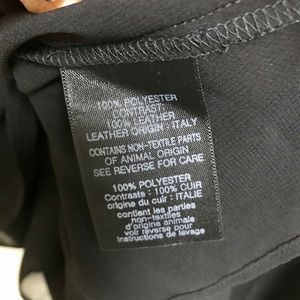 100% POLYESTER
CONTRAST:
100% LEATHER
LEATHER ORIGIN : ITALY
CONTAINS NON-TEXTILE PARTS
OF ANIMAL ORIGIN
SEE REVERSE FOR CARE
100% POLYESTER
Contraste : 100% CUIR
origine du cuir : ITALIE
contient les parties
non-textiles
d'origine animale
voir reverse pour
instructions de lavage